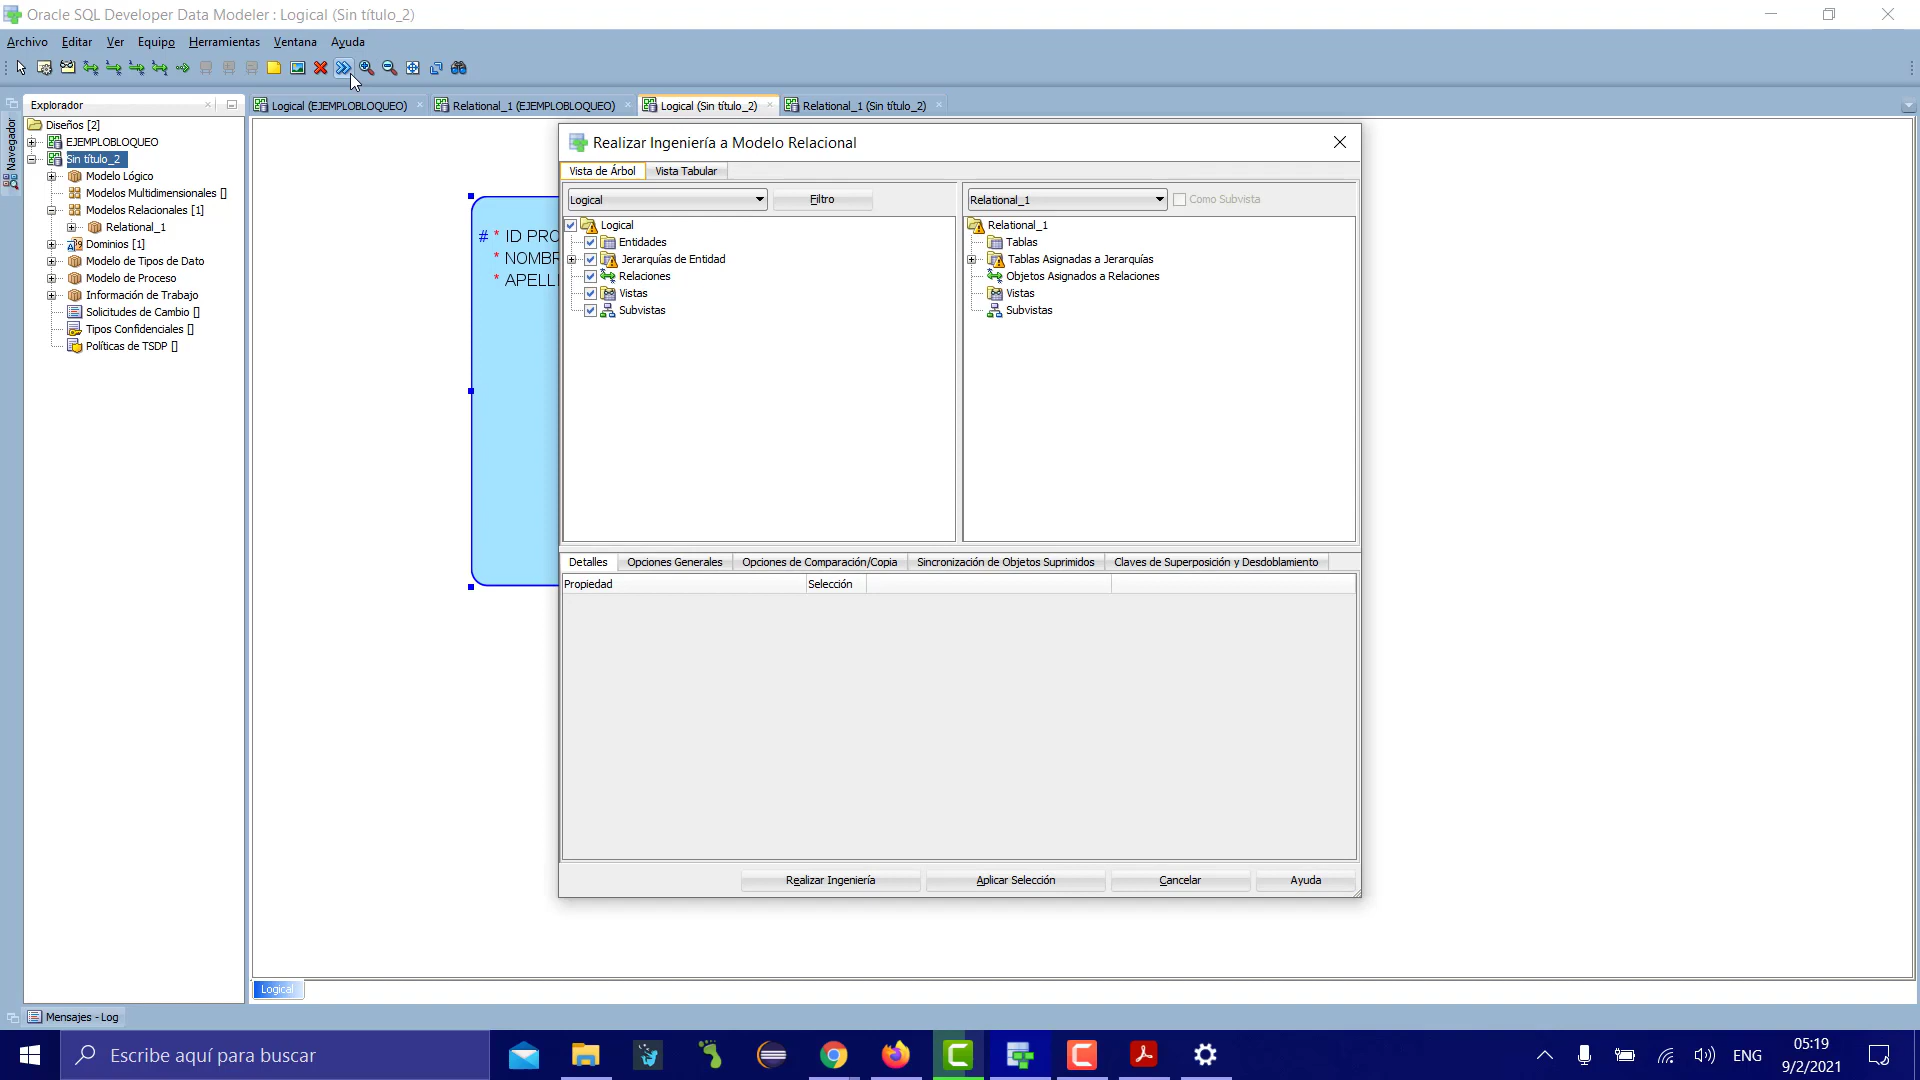 Oracle SQL Developer Data Modeler : Logical (Sin título_2)
Archivo Editar Ver Equipo Herramientas Ventana Ayuda
Explorador
Logical (EJEMPLOBLOQUEO)
Relational_1 (EJEMPLOBLOQUEO)
Logical (Sin título_2)
Relational_1 (Sin título_2)
Navegador
Diseños [2]
EJEMPLOBLOQUEO
Sin título_2
Modelo Lógico
Modelos Multidimensionales []
Modelos Relacionales [1]
Relational_1
Dominios [1]
Modelo de Tipos de Dato
Modelo de Proceso
Información de Trabajo
Solicitudes de Cambio []
Tipos Confidenciales []
Políticas de TSDP []
# * ID PRO
* NOMBR
* APELLI
Realizar Ingeniería a Modelo Relacional
Vista de Árbol Vista Tabular
Logical Filtro
Logical
Entidades
Jerarquías de Entidad
Relaciones
Vistas
Subvistas
Relational_1 Como Subvista
Relational_1
Tablas
Tablas Asignadas a Jerarquías
Objetos Asignados a Relaciones
Vistas
Subvistas
Detalles Opciones Generales Opciones de Comparación/Copia Sincronización de Objetos Suprimidos Claves de Superposición y Desdoblamiento
Propiedad Selección
Realizar Ingeniería Aplicar Selección Cancelar Ayuda
Logical
Mensajes - Log
Escribe aquí para buscar
ENG
05:19
9/2/2021